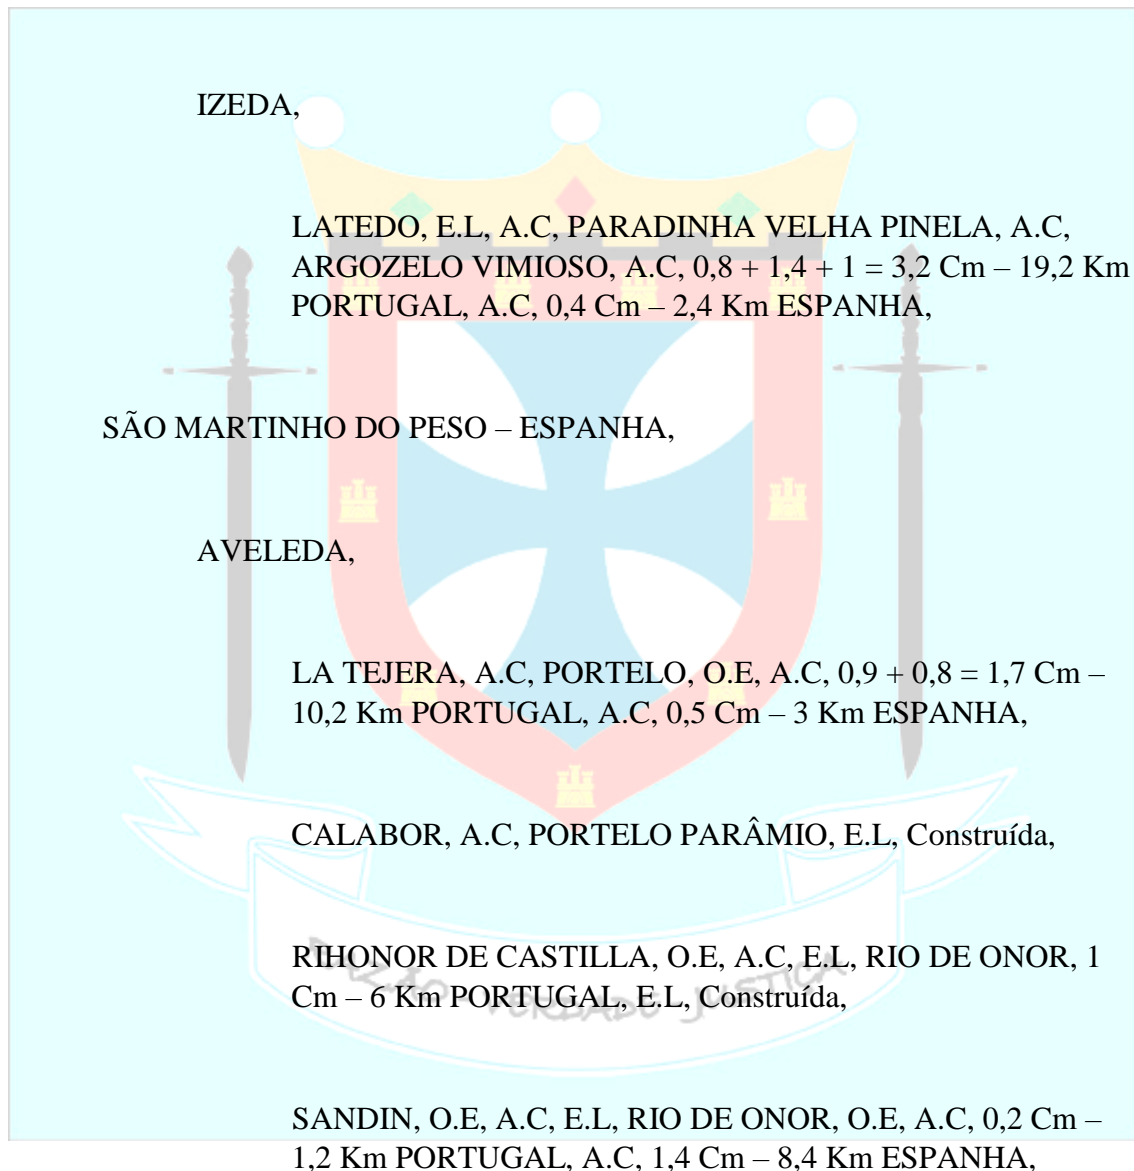 IZEDA,
LATEDO, E.L, A.C, PARADINHA VELHA PINELA, A.C,
ARGOZELO VIMIOSO, A.C, 0,8 + 1,4 + 1 = 3,2 Cm – 19,2 Km
PORTUGAL, A.C, 0,4 Cm – 2,4 Km ESPANHA,
SÃO MARTINHO DO PESO – ESPANHA,
AVELEDA,
LA TEJERA, A.C, PORTELO, O.E, A.C, 0,9 + 0,8 = 1,7 Cm –
10,2 Km PORTUGAL, A.C, 0,5 Cm – 3 Km ESPANHA,
CALABOR, A.C, PORTELO PARÂMIO, E.L, Construída,
RIHONOR DE CASTILLA, O.E, A.C, E.L, RIO DE ONOR, 1
Cm – 6 Km PORTUGAL, E.L, Construída,
SANDIN, O.E, A.C, E.L, RIO DE ONOR, O.E, A.C, 0,2 Cm –
1,2 Km PORTUGAL, A.C, 1,4 Cm – 8,4 Km ESPANHA,